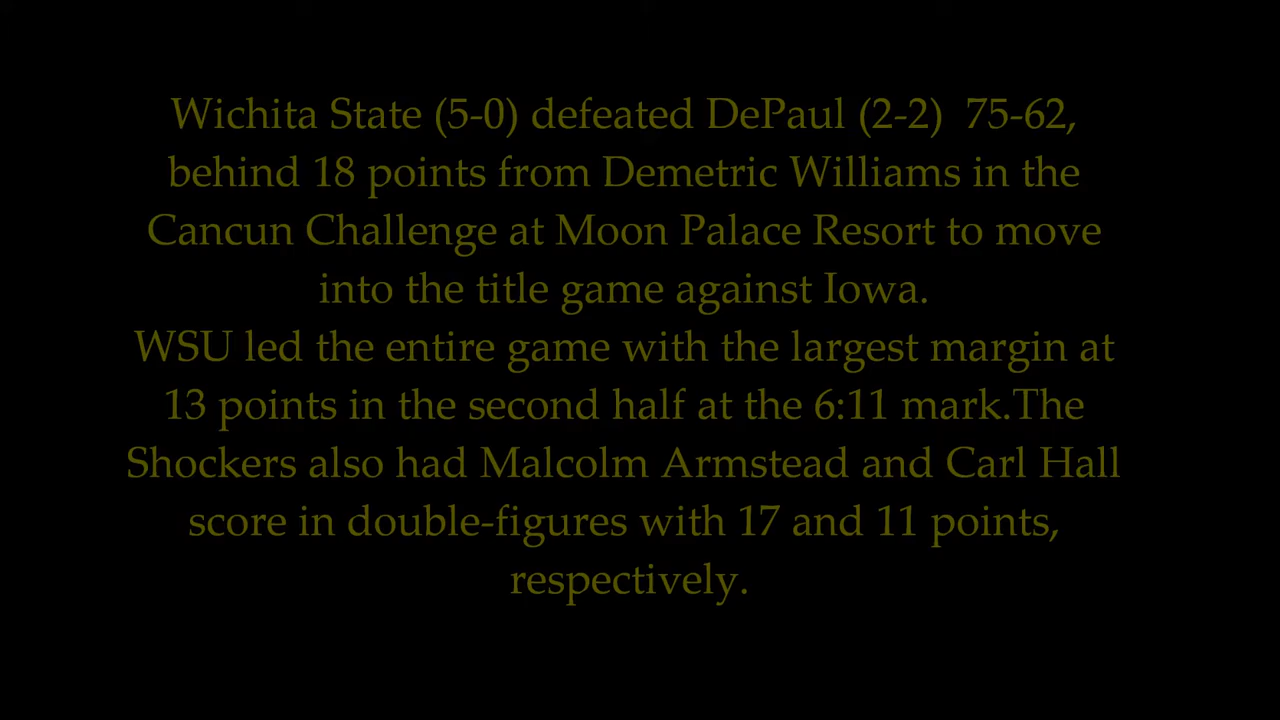 Wichita State (5-0) defeated DePaul (2-2)  75-62,
behind 18 points from Demetric Williams in the
Cancun Challenge at Moon Palace Resort to move
into the title game against Iowa.
WSU led the entire game with the largest margin at
13 points in the second half at the 6:11 mark.The
Shockers also had Malcolm Armstead and Carl Hall
score in double-figures with 17 and 11 points,
respectively.